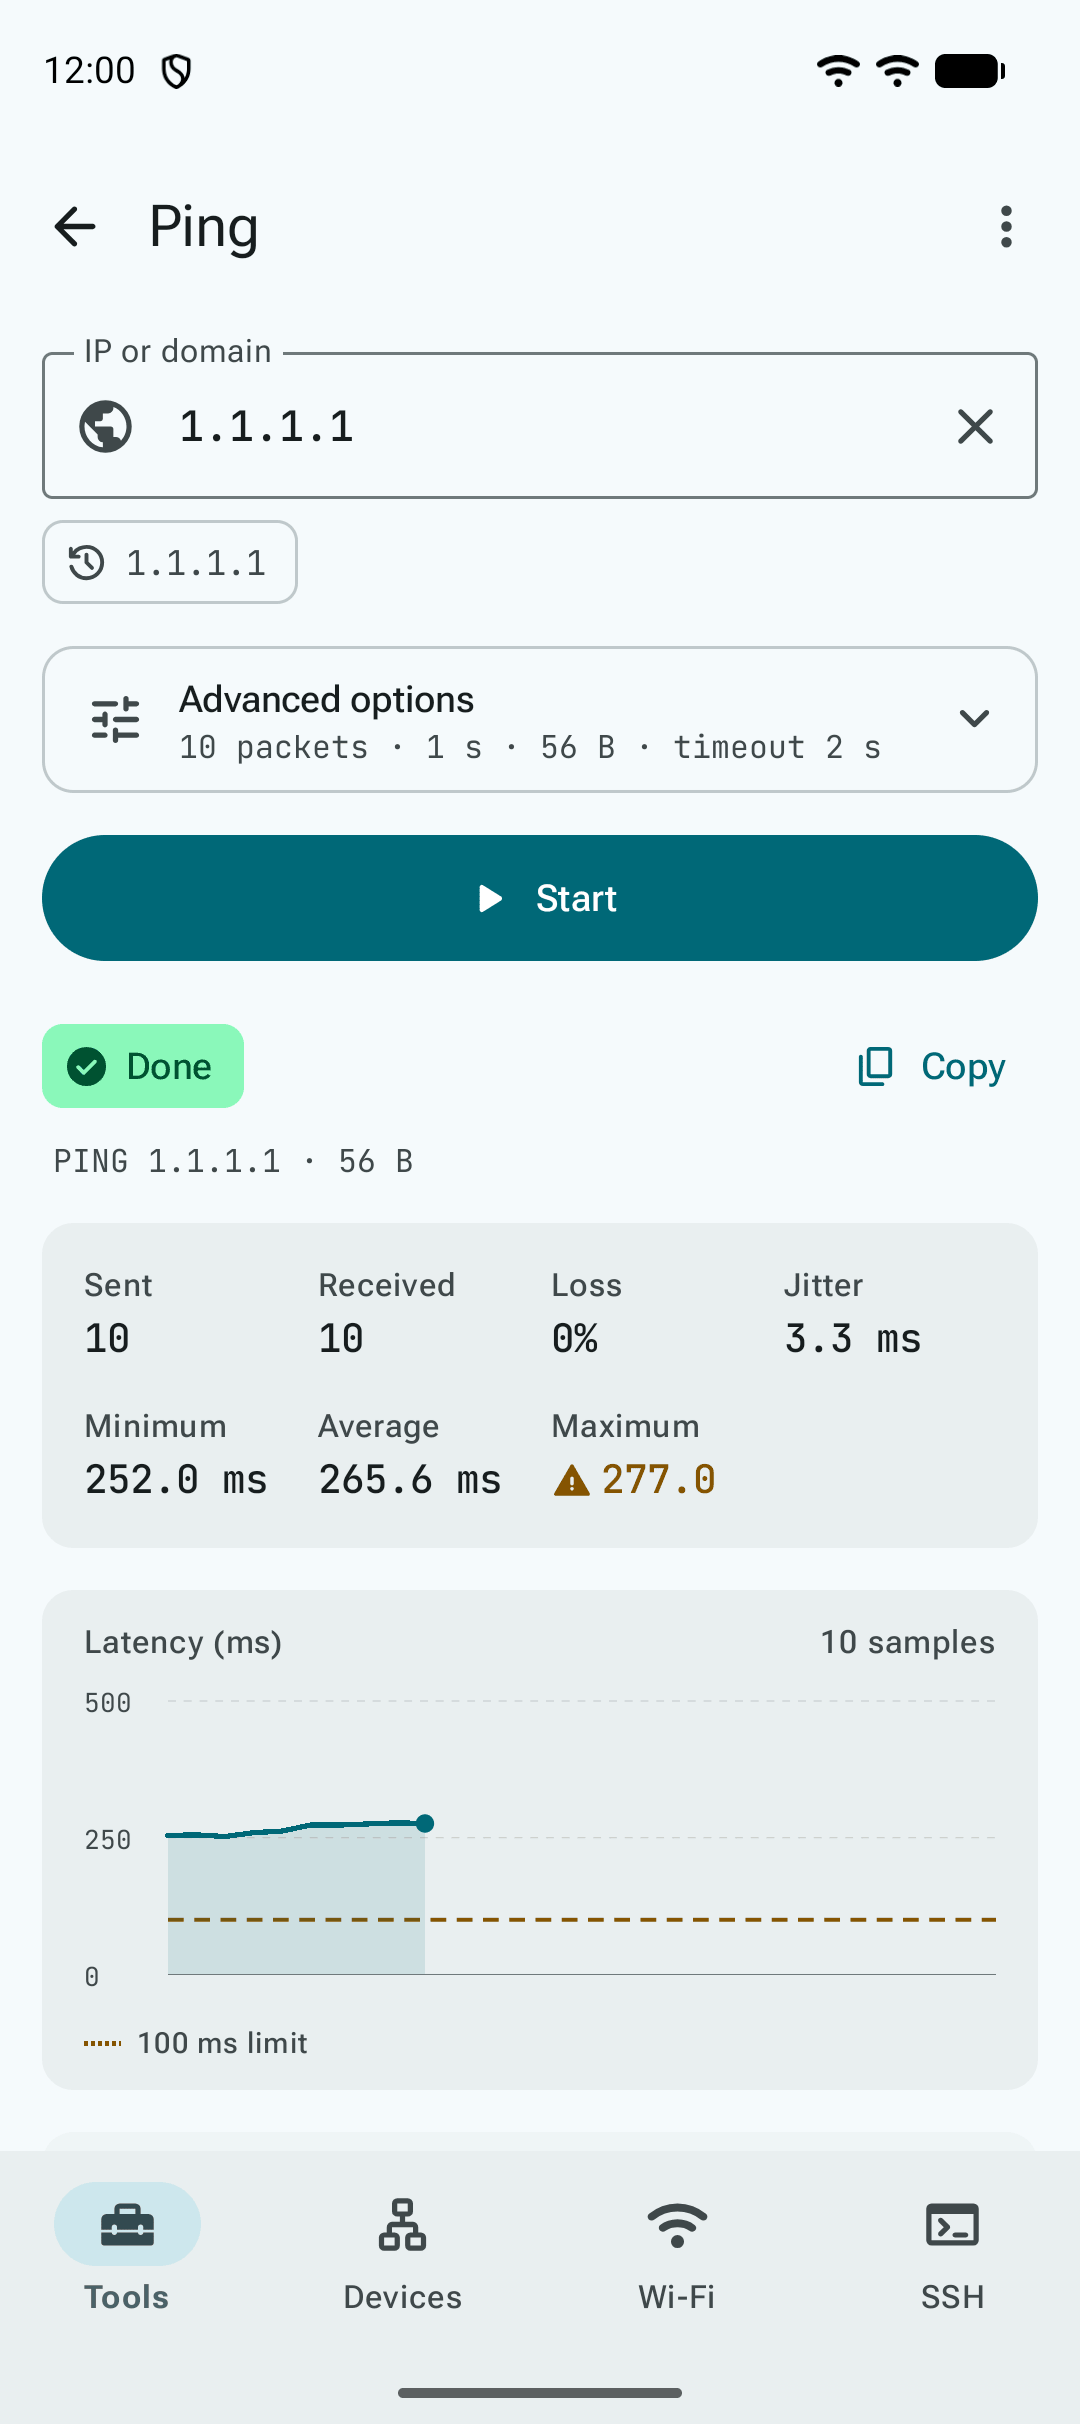 12:00
Ping
IP or domain
1.1.1.1
1.1.1.1
Advanced options
10 packets · 1 s · 56 B · timeout 2 s
Start
Done
Copy
PING 1.1.1.1 · 56 B
Sent Received Loss Jitter
10 10 0% 3.3 ms
Minimum Average Maximum
252.0 ms 265.6 ms 277.0
Latency (ms) 10 samples
500
250
0
100 ms limit
Tools Devices Wi-Fi SSH